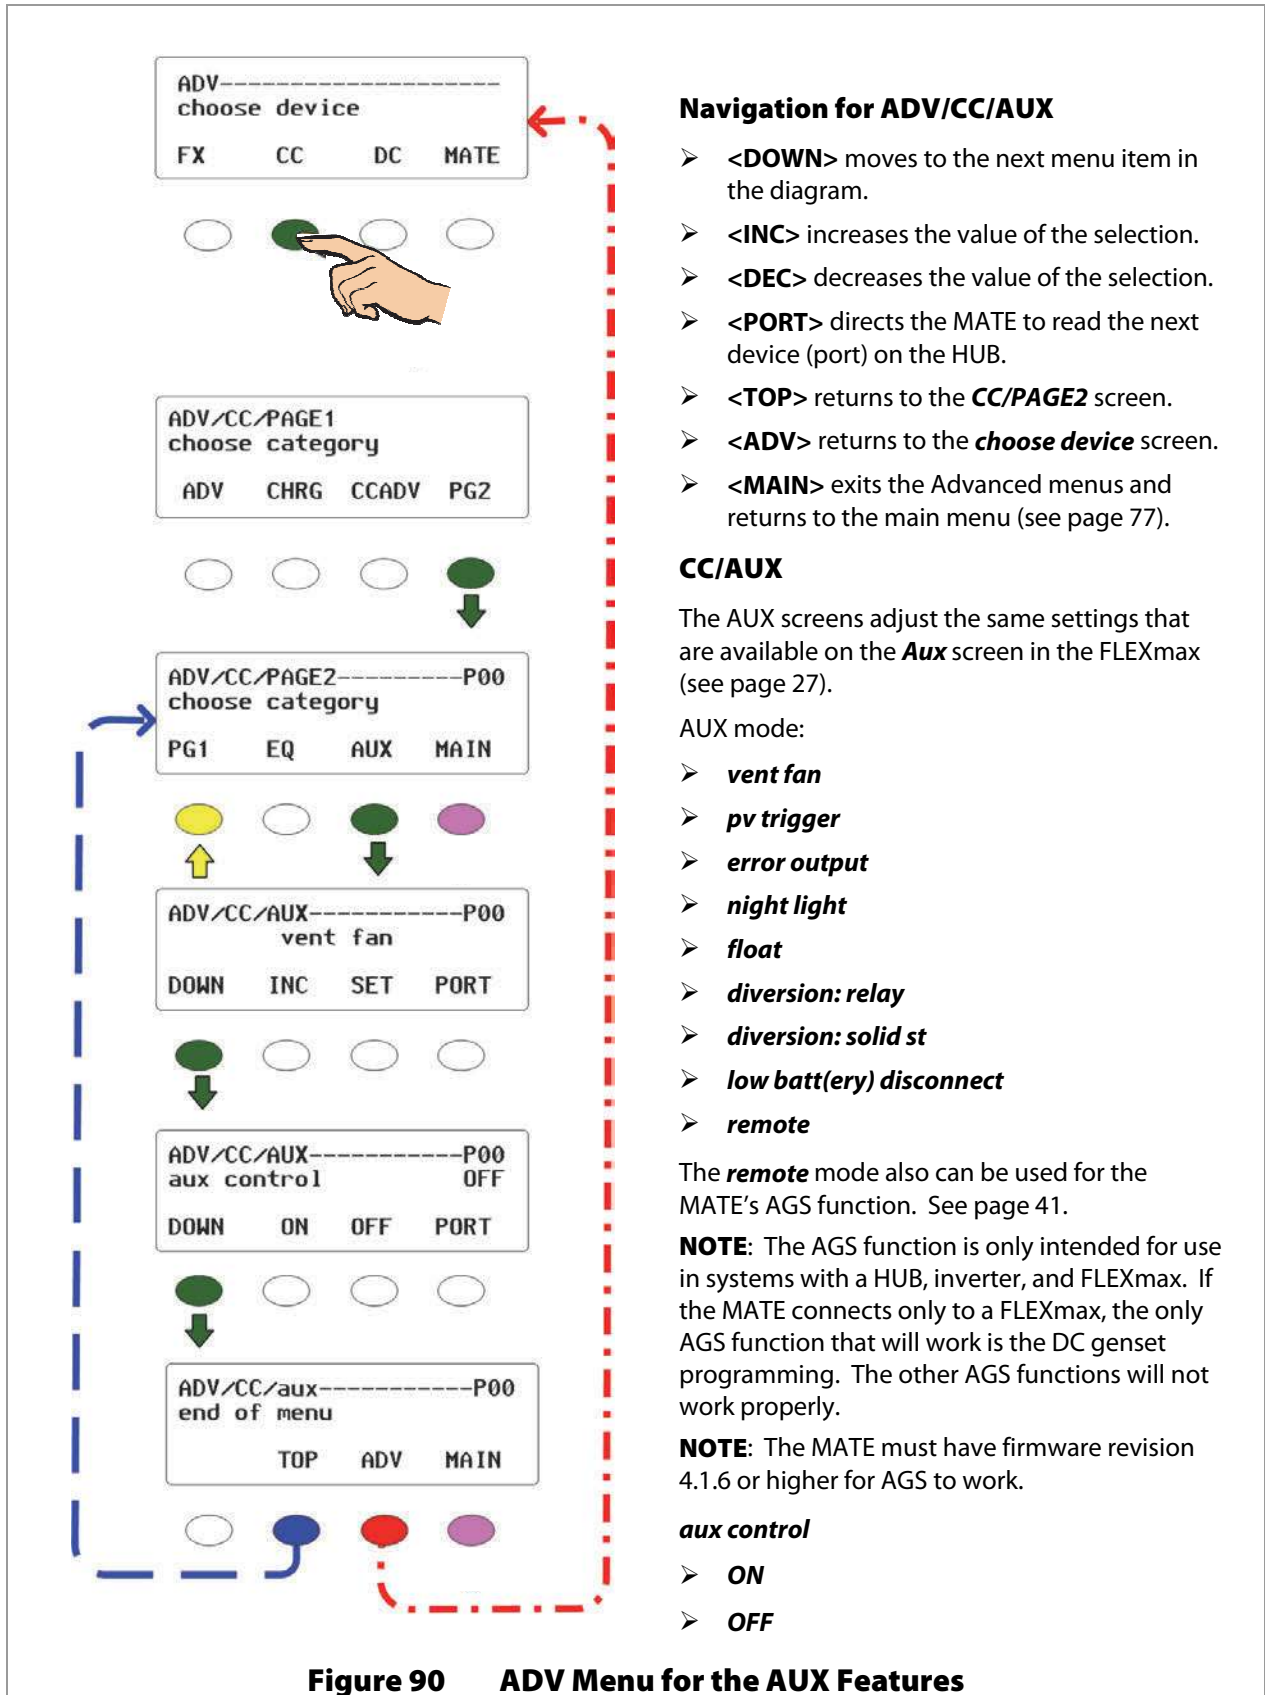 ADV----------------------
choose device
FX CC DC MATE
ADV/CC/PAGE1
choose category
ADV CHRG CCADV PG2
ADV/CC/PAGE2-----------P00
choose category
PG1 EQ AUX MAIN
ADV/CC/AUX------------P00
vent fan
DOWN INC SET PORT
ADV/CC/AUX------------P00
aux control OFF
DOWN ON OFF PORT
ADV/CC/aux------------P00
end of menu
TOP ADV MAIN
Navigation for ADV/CC/AUX
➢ <DOWN> moves to the next menu item in
the diagram.
➢ <INC> increases the value of the selection.
➢ <DEC> decreases the value of the selection.
➢ <PORT> directs the MATE to read the next
device (port) on the HUB.
➢ <TOP> returns to the CC/PAGE2 screen.
➢ <ADV> returns to the choose device screen.
➢ <MAIN> exits the Advanced menus and
returns to the main menu (see page 77).
CC/AUX
The AUX screens adjust the same settings that
are available on the Aux screen in the FLEXmax
(see page 27).
AUX mode:
➢ vent fan
➢ pv trigger
➢ error output
➢ night light
➢ float
➢ diversion: relay
➢ diversion: solid st
➢ low batt(ery) disconnect
➢ remote
The remote mode also can be used for the
MATE's AGS function. See page 41.
NOTE: The AGS function is only intended for use
in systems with a HUB, inverter, and FLEXmax. If
the MATE connects only to a FLEXmax, the only
AGS function that will work is the DC genset
programming. The other AGS functions will not
work properly.
NOTE: The MATE must have firmware revision
4.1.6 or higher for AGS to work.
aux control
➢ ON
➢ OFF
Figure 90 ADV Menu for the AUX Features